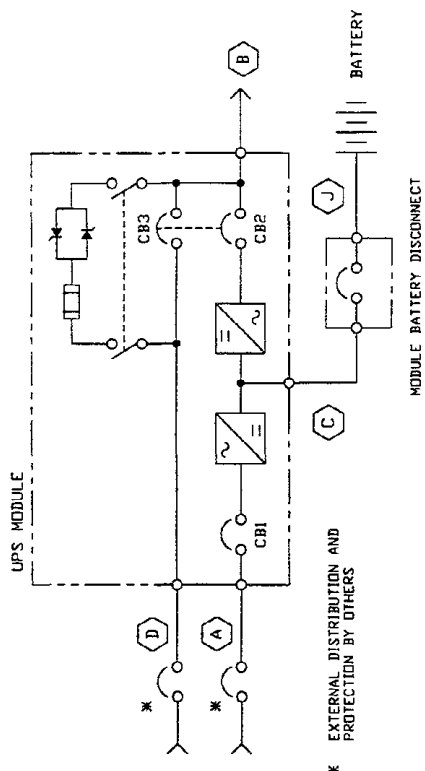 UPS MODULE
CB3
CB2
CB1
D
A
B
C
J
BATTERY
MODULE BATTERY DISCONNECT
*
*
* EXTERNAL DISTRIBUTION AND
PROTECTION BY OTHERS